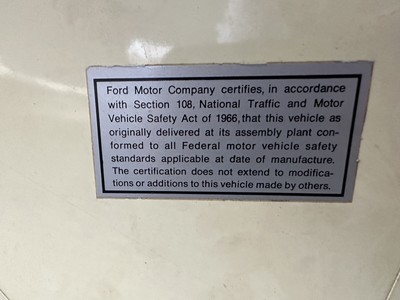 Ford Motor Company certifies, in accordance
with Section 108, National Traffic and Motor
Vehicle Safety Act of 1966, that this vehicle as
originally delivered at its assembly plant con-
formed to all Federal motor vehicle safety
standards applicable at date of manufacture.
The certification does not extend to modifica-
tions or additions to this vehicle made by others.